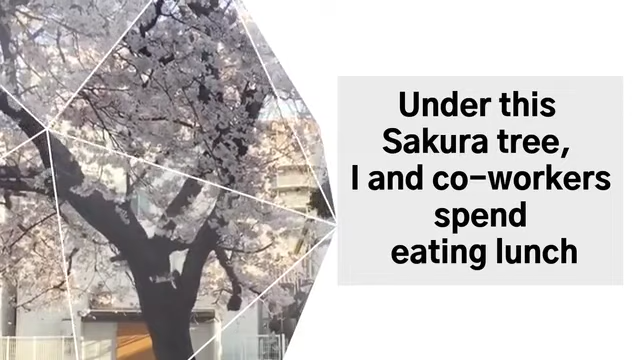 Under this
Sakura tree,
I and co-workers
spend
eating lunch